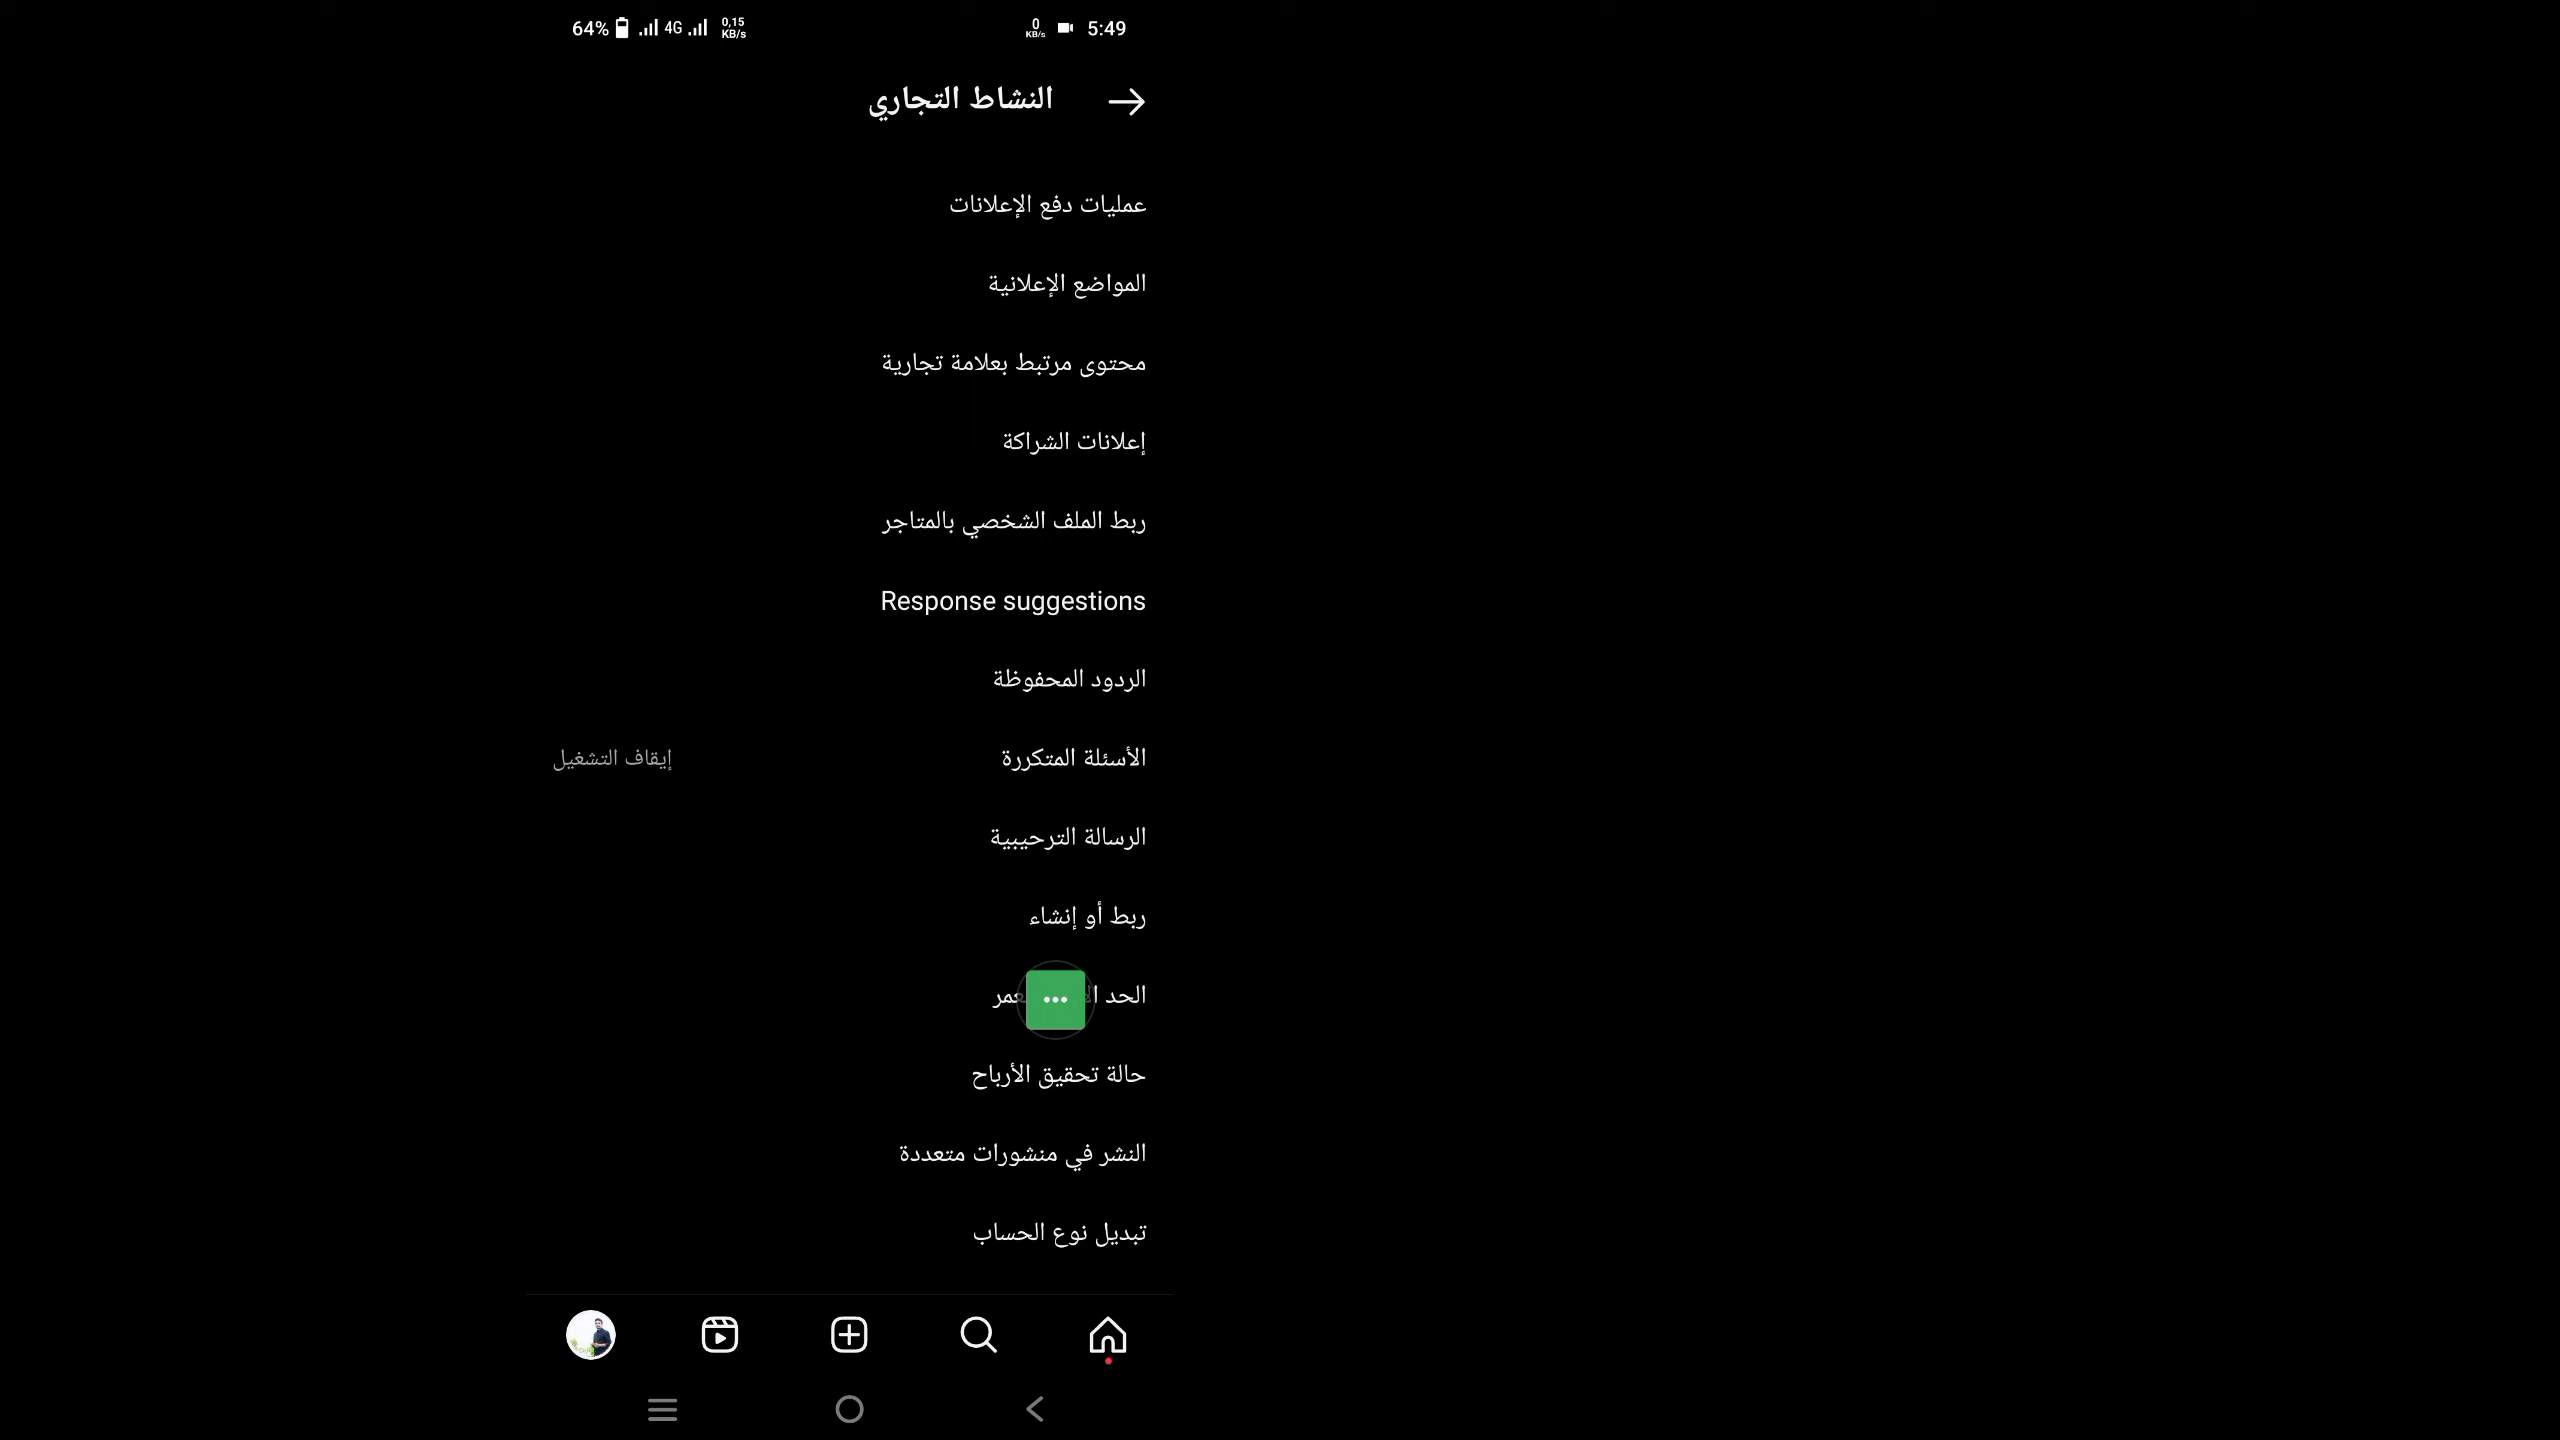 64% 4G 0,15 KB/s 0 KB/s 5:49
النشاط التجاري
عمليات دفع الإعلانات
المواضع الإعلانية
محتوى مرتبط بعلامة تجارية
إعلانات الشراكة
ربط الملف الشخصي بالمتاجر
Response suggestions
الردود المحفوظة
الأسئلة المتكررة إيقاف التشغيل
الرسالة الترحيبية
ربط أو إنشاء
الحد
حالة تحقيق الأرباح
النشر في منشورات متعددة
تبديل نوع الحساب